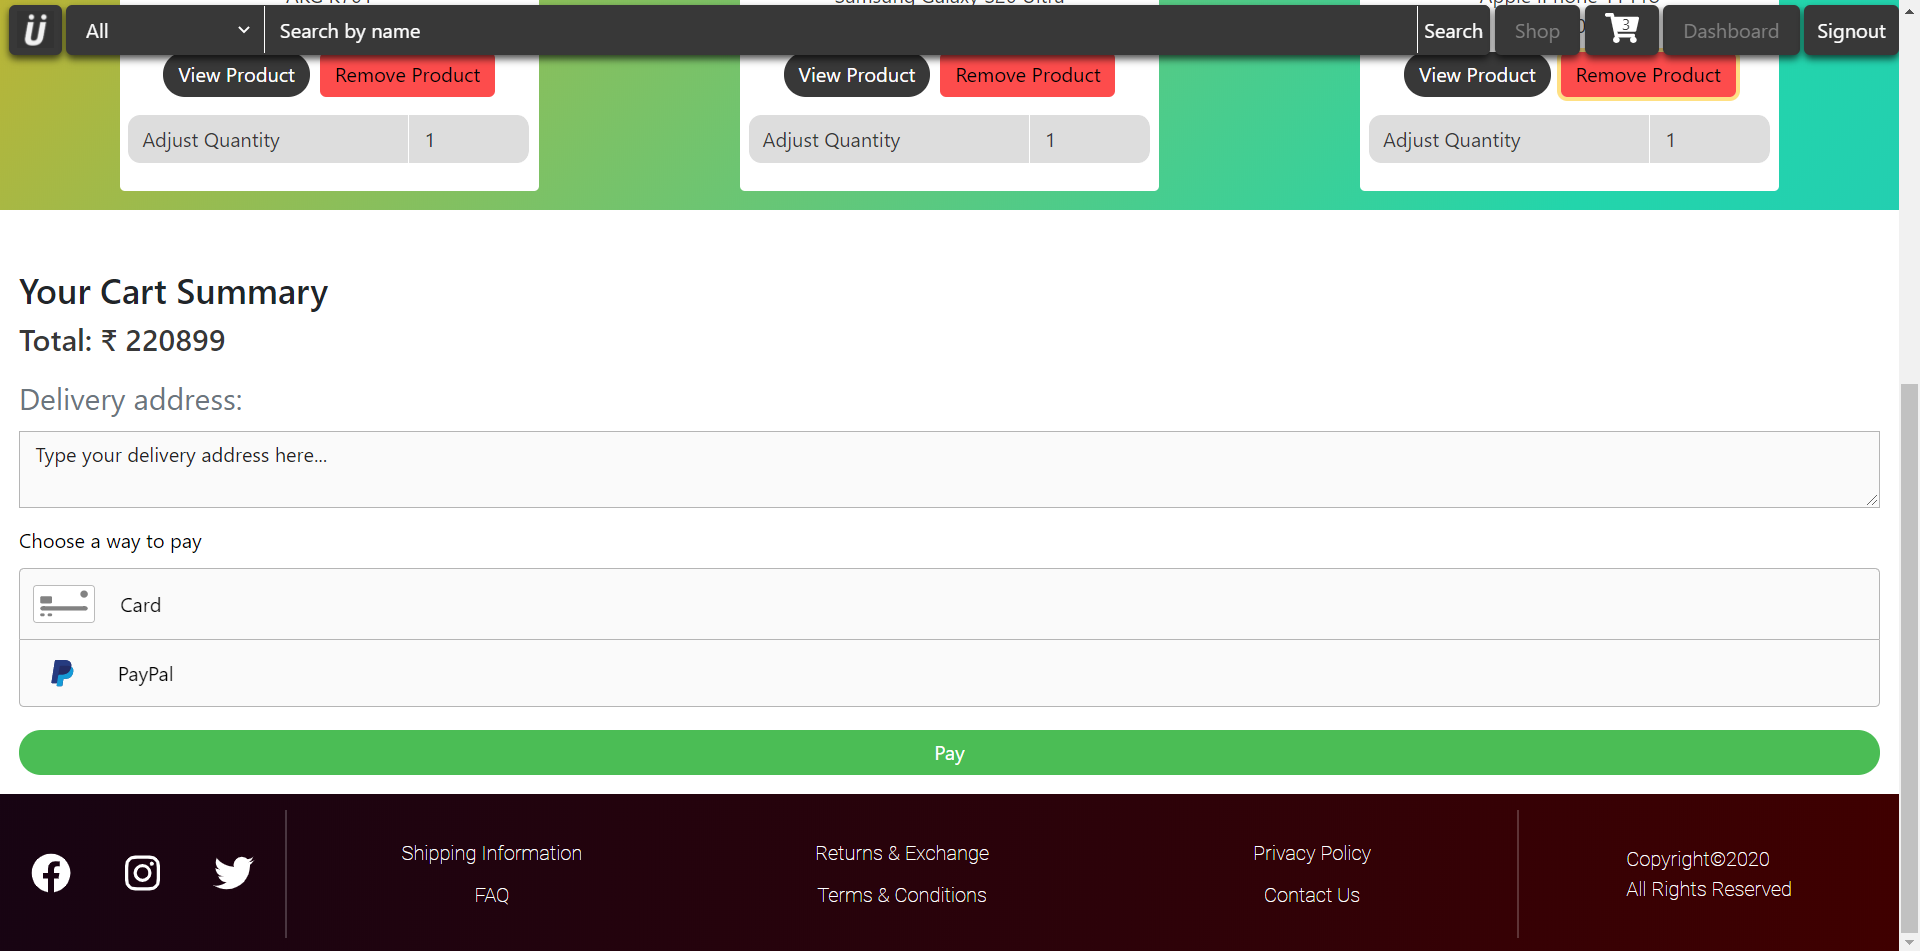 Ü All Search by name Search Shop 3 Dashboard Signout
View Product Remove Product View Product Remove Product View Product Remove Product
Adjust Quantity 1 Adjust Quantity 1 Adjust Quantity 1
Your Cart Summary
Total: ₹ 220899
Delivery address:
Type your delivery address here...
Choose a way to pay
Card
PayPal
Pay
Shipping Information Returns & Exchange Privacy Policy
FAQ Terms & Conditions Contact Us
Copyright©2020
All Rights Reserved